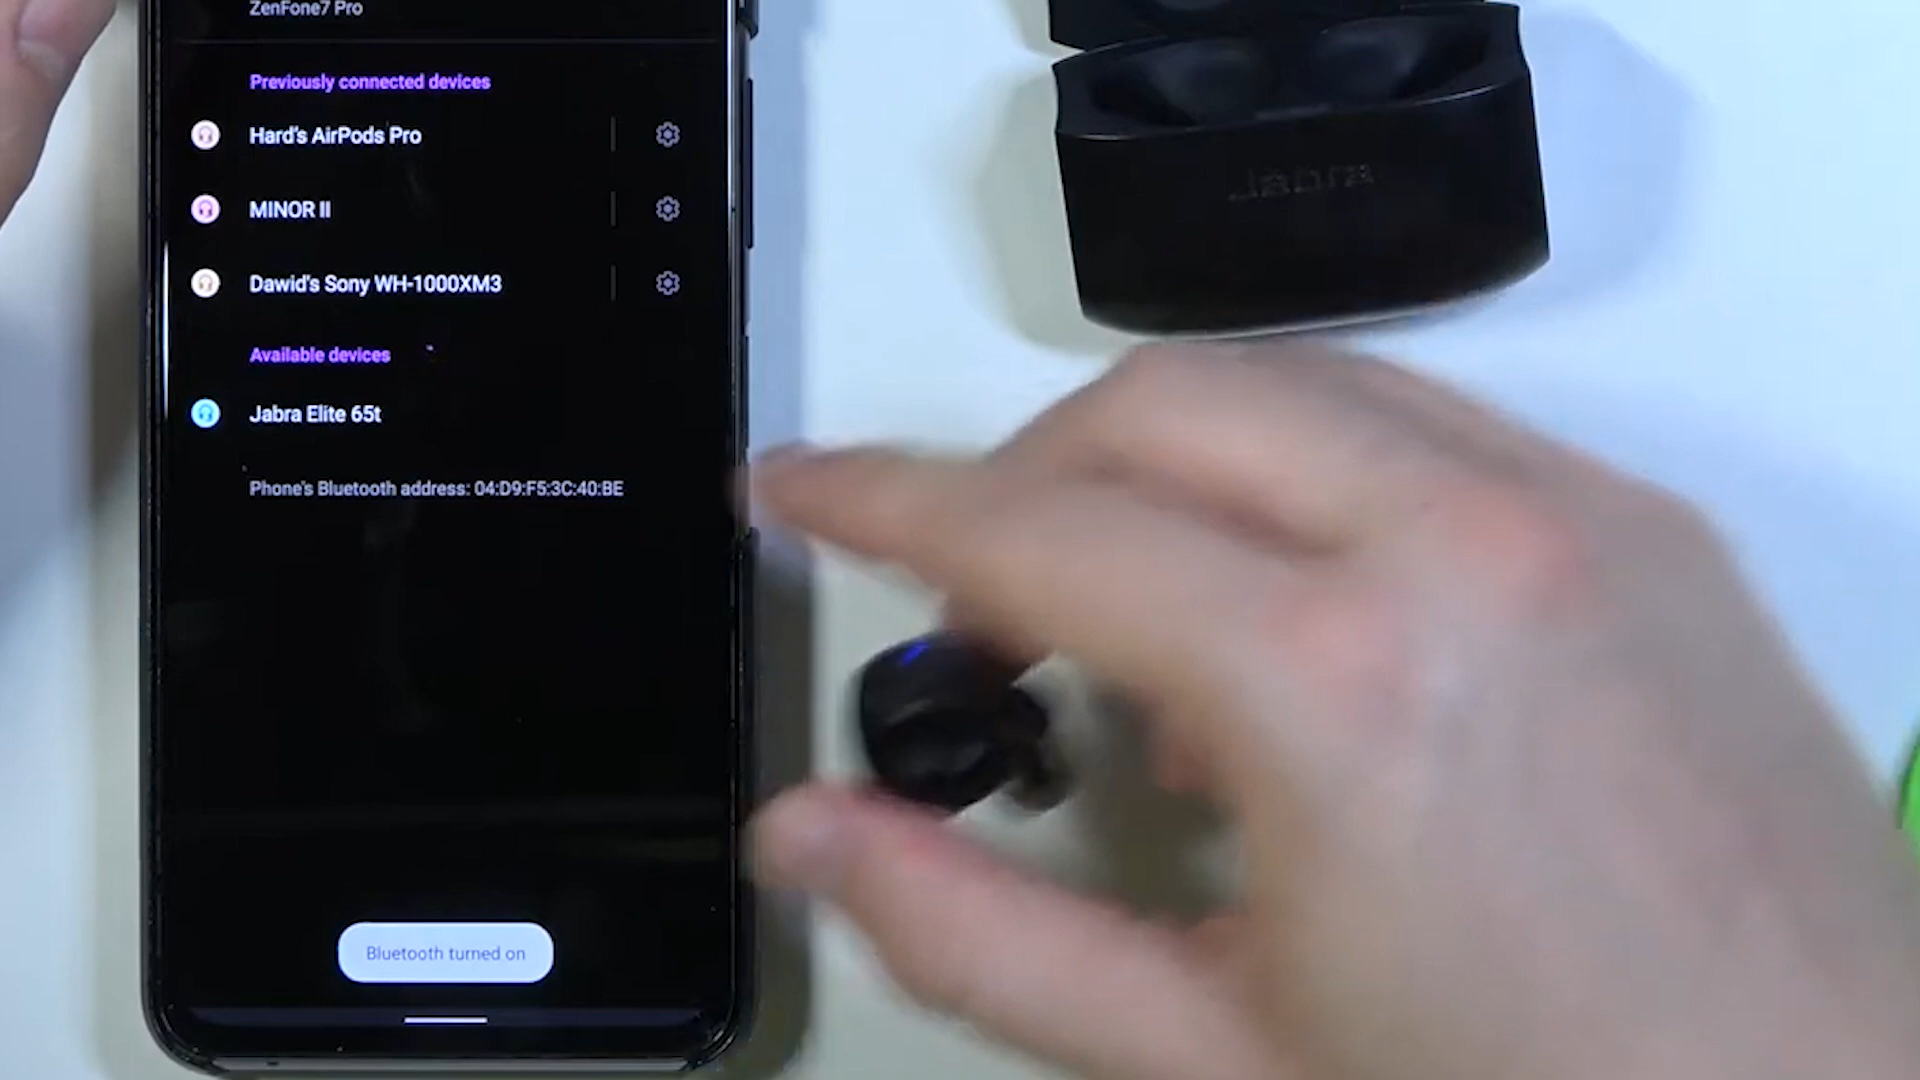 ZenFone7 Pro
Previously connected devices
Hard's AirPods Pro
MINOR II
Dawid's Sony WH-1000XM3
Available devices
Jabra Elite 65t
Phone's Bluetooth address: 04:D9:F5:3C:40:BE
Bluetooth turned on
Jabra